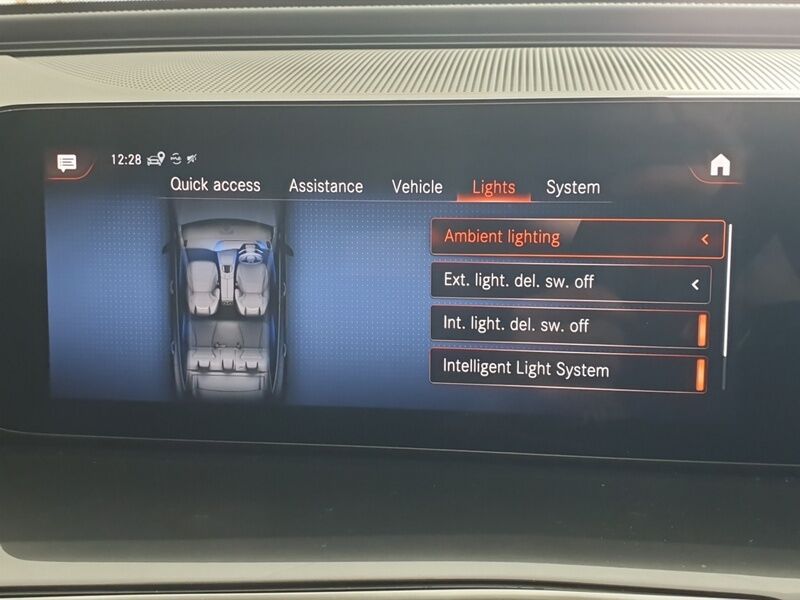 12:28
Quick access Assistance Vehicle Lights System
Ambient lighting
Ext. light. del. sw. off
Int. light. del. sw. off
Intelligent Light System